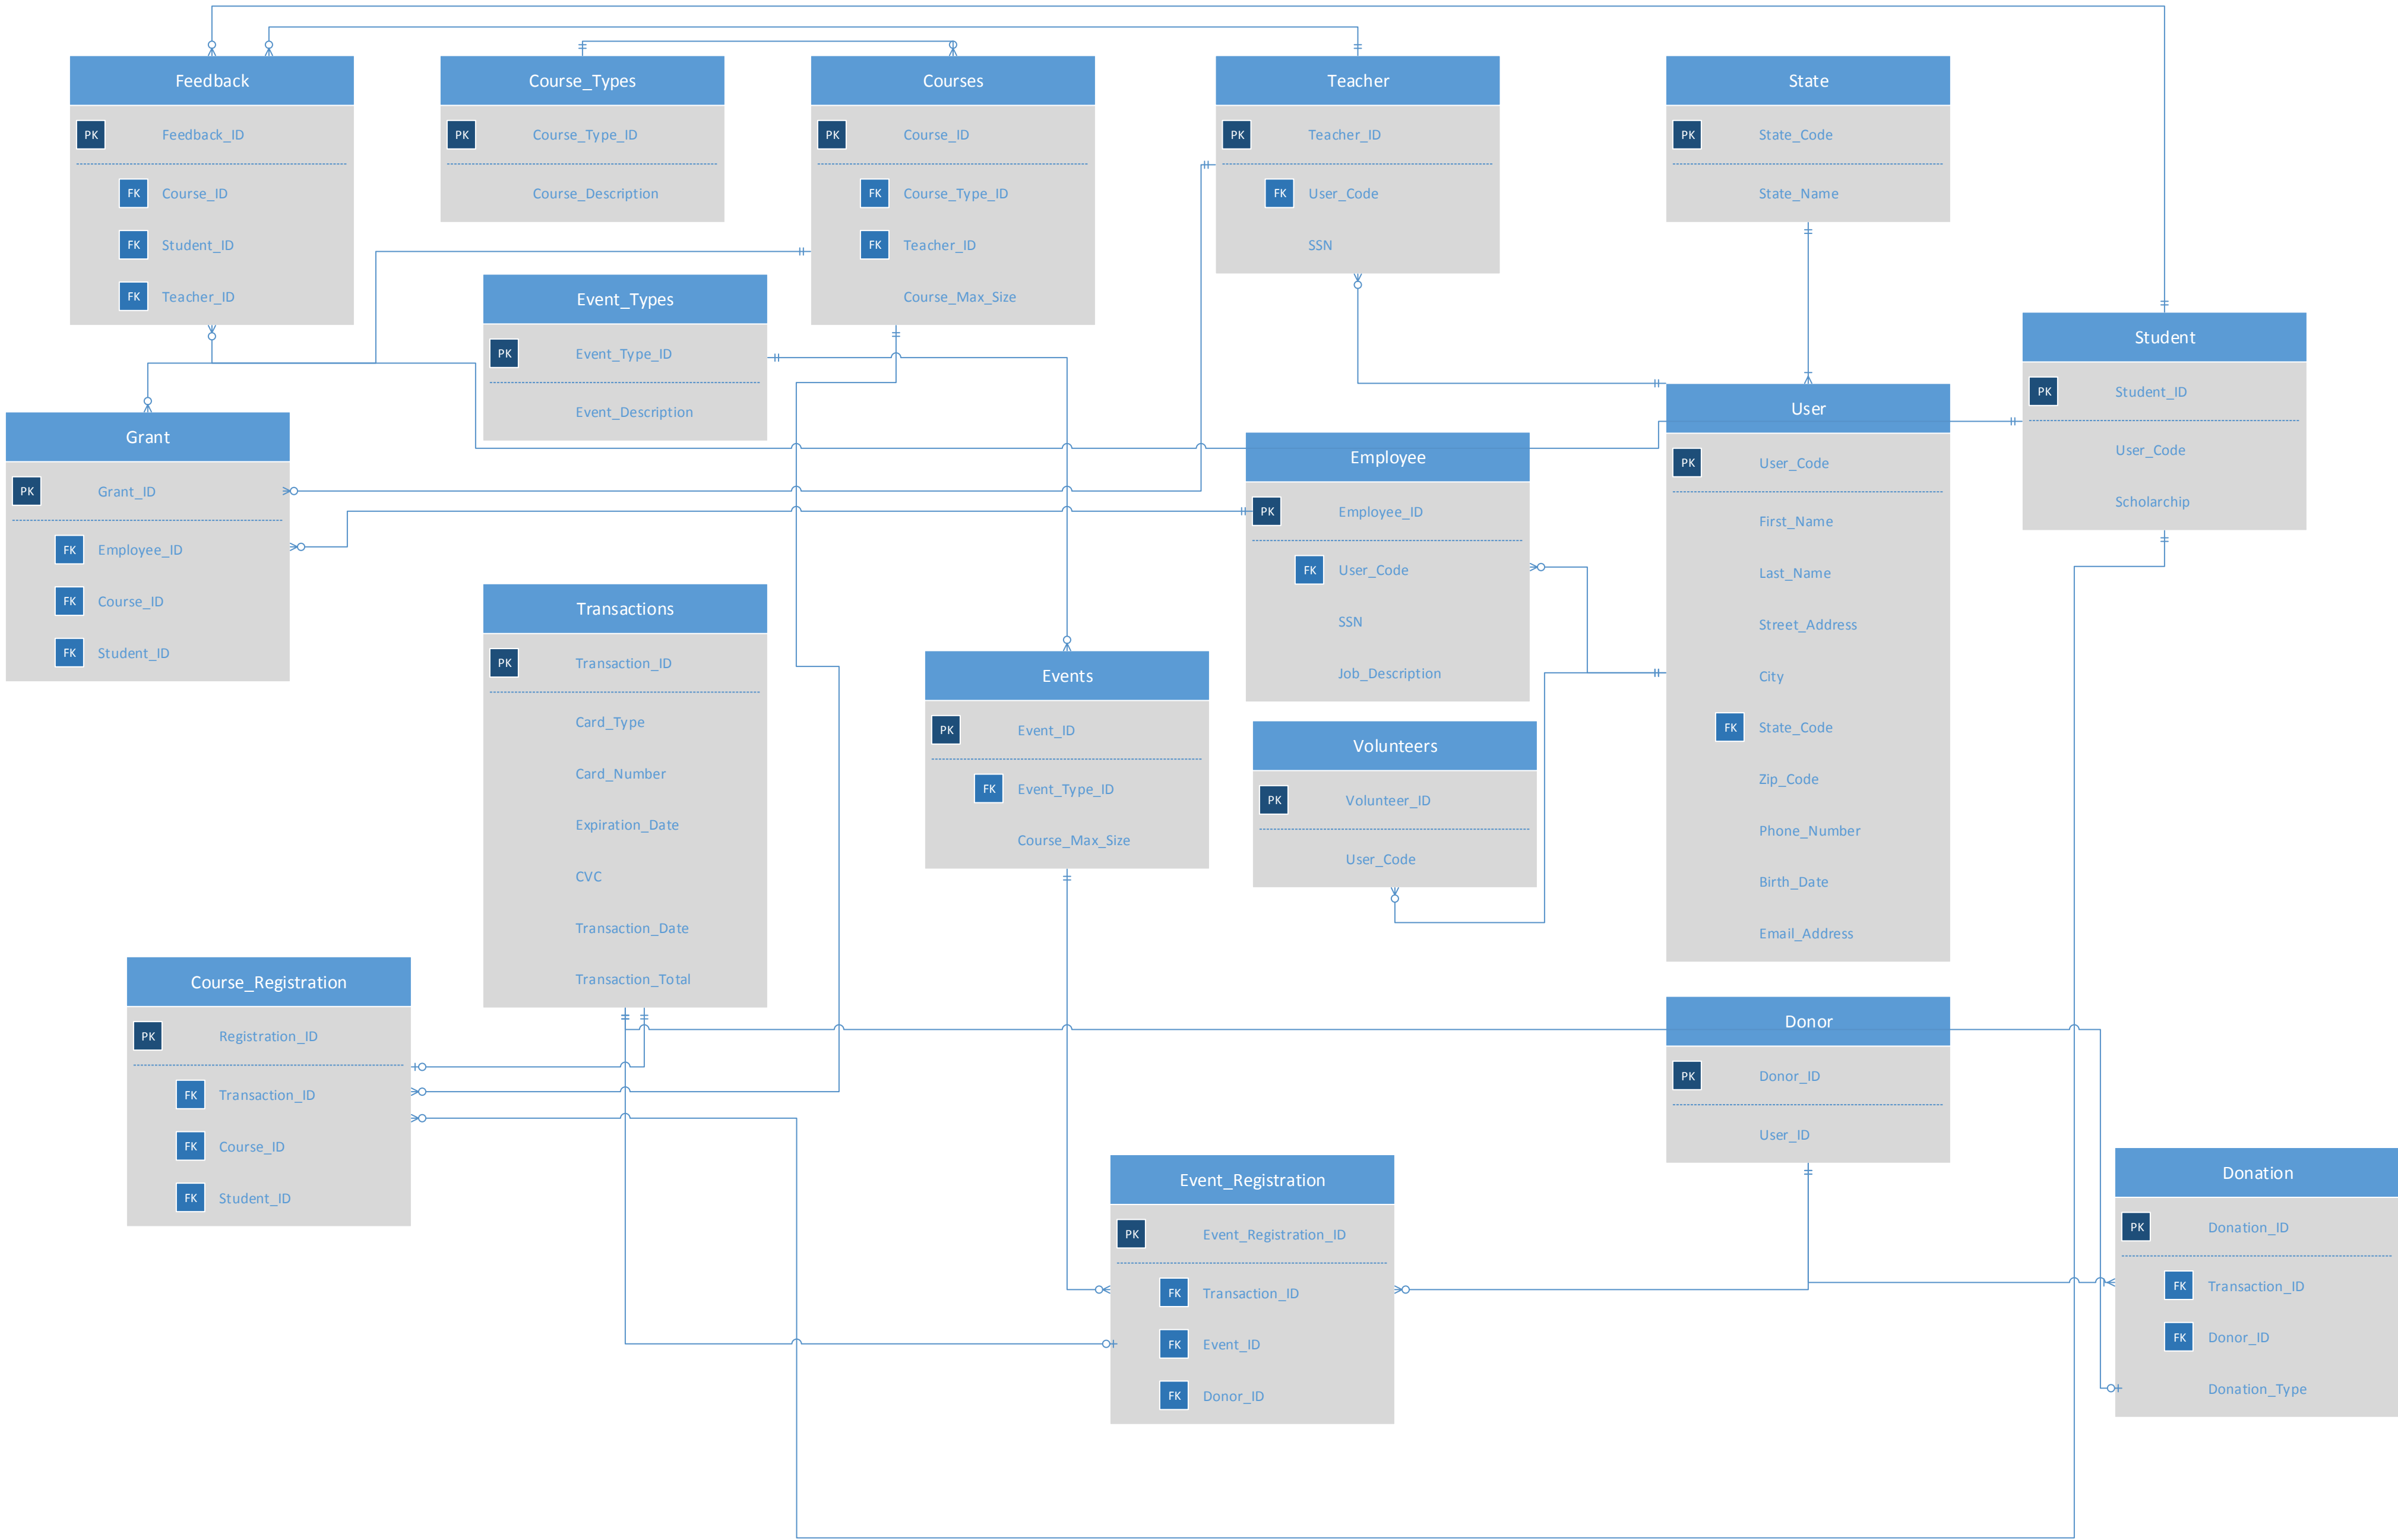 Feedback
PK Feedback_ID
FK Course_ID
FK Student_ID
FK Teacher_ID
Course_Types
PK Course_Type_ID
Course_Description
Courses
PK Course_ID
FK Course_Type_ID
FK Teacher_ID
Course_Max_Size
Teacher
PK Teacher_ID
FK User_Code
SSN
State
PK State_Code
State_Name
Event_Types
PK Event_Type_ID
Event_Description
Student
PK Student_ID
User_Code
Scholarchip
Grant
PK Grant_ID
FK Employee_ID
FK Course_ID
FK Student_ID
Employee
PK Employee_ID
FK User_Code
SSN
Job_Description
User
PK User_Code
First_Name
Last_Name
Street_Address
City
FK State_Code
Zip_Code
Phone_Number
Birth_Date
Email_Address
Transactions
PK Transaction_ID
Card_Type
Card_Number
Expiration_Date
CVC
Transaction_Date
Transaction_Total
Events
PK Event_ID
FK Event_Type_ID
Course_Max_Size
Volunteers
PK Volunteer_ID
User_Code
Course_Registration
PK Registration_ID
FK Transaction_ID
FK Course_ID
FK Student_ID
Donor
PK Donor_ID
User_ID
Event_Registration
PK Event_Registration_ID
FK Transaction_ID
FK Event_ID
FK Donor_ID
Donation
PK Donation_ID
FK Transaction_ID
FK Donor_ID
Donation_Type